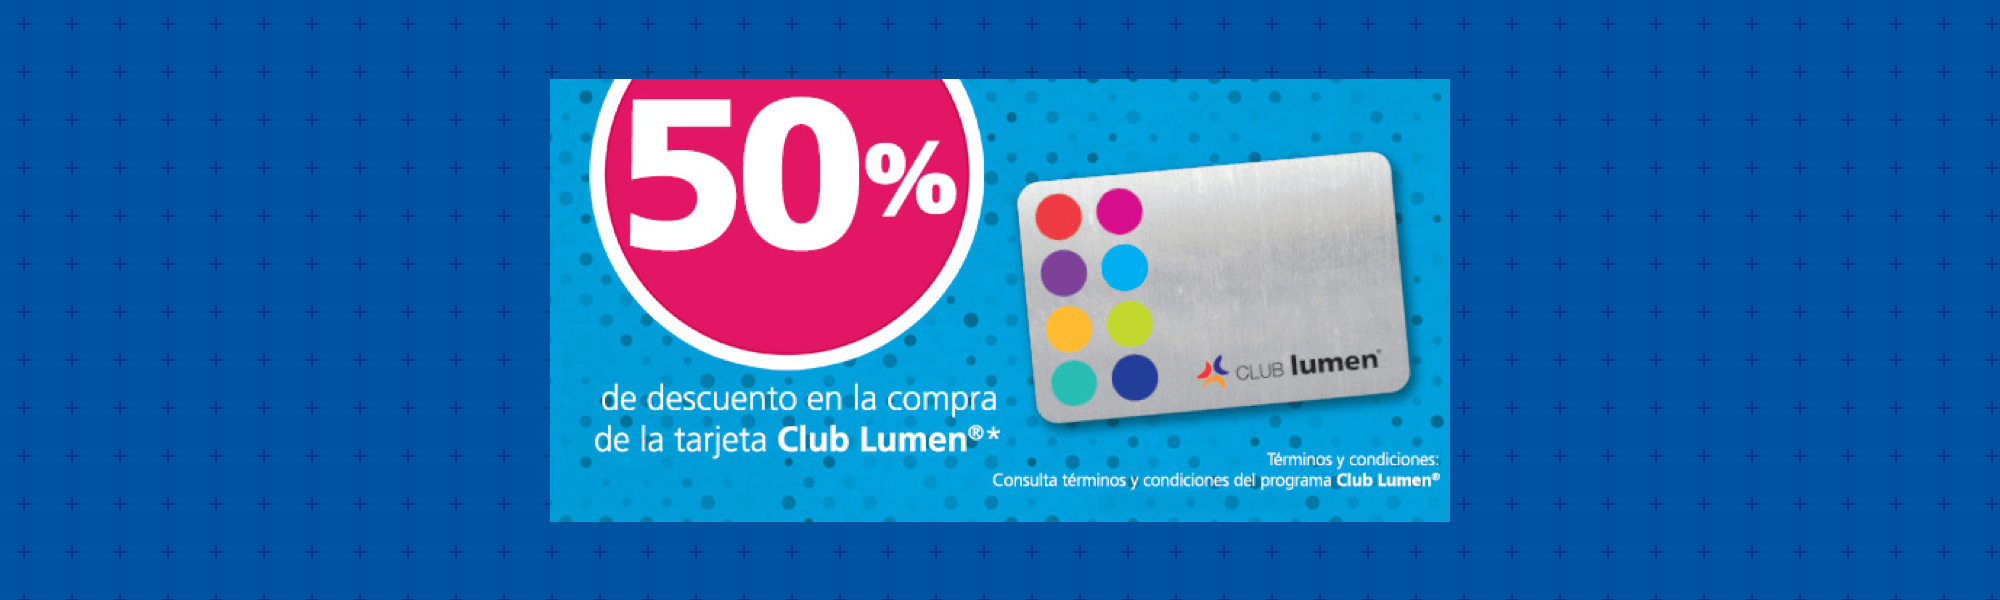 50%
de descuento en la compra
de la tarjeta Club Lumen®*
CLUB lumen®
Términos y condiciones:
Consulta términos y condiciones del programa Club Lumen®